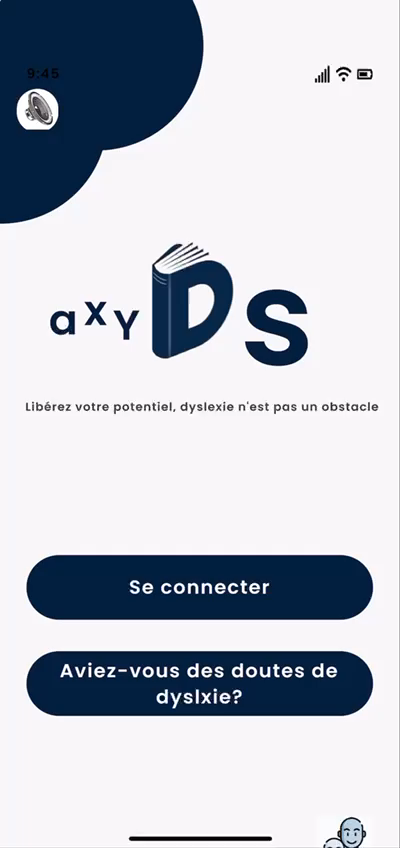 9:45
axyDs
Libérez votre potentiel, dyslexie n'est pas un obstacle
Se connecter
Aviez-vous des doutes de
dyslxie?